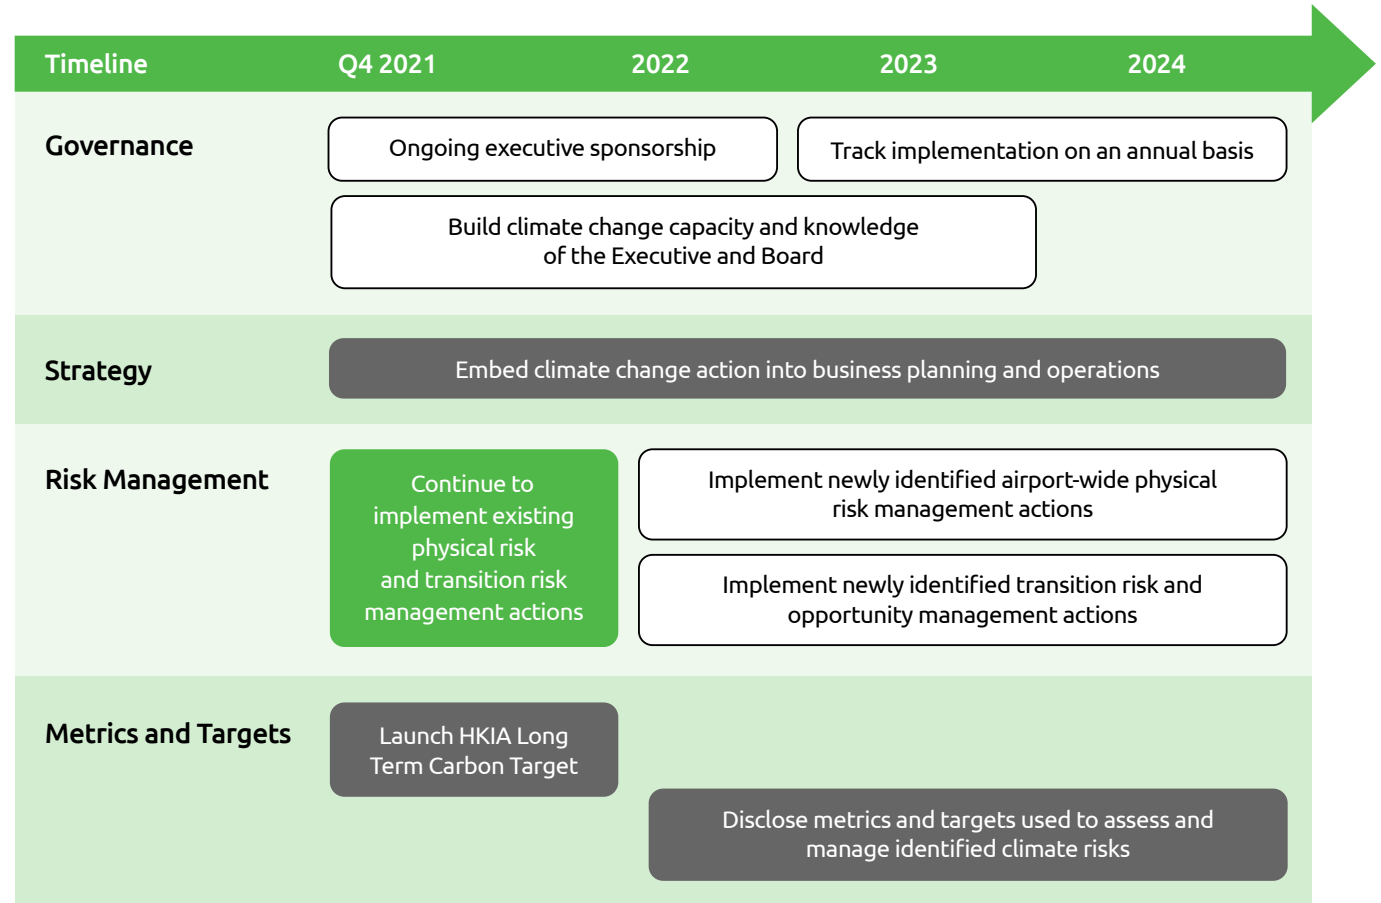 Timeline Q4 2021 2022 2023 2024
Governance
Ongoing executive sponsorship
Track implementation on an annual basis
Build climate change capacity and knowledge
of the Executive and Board
Strategy
Embed climate change action into business planning and operations
Risk Management
Continue to
implement existing
physical risk
and transition risk
management actions
Implement newly identified airport-wide physical
risk management actions
Implement newly identified transition risk and
opportunity management actions
Metrics and Targets
Launch HKIA Long
Term Carbon Target
Disclose metrics and targets used to assess and
manage identified climate risks